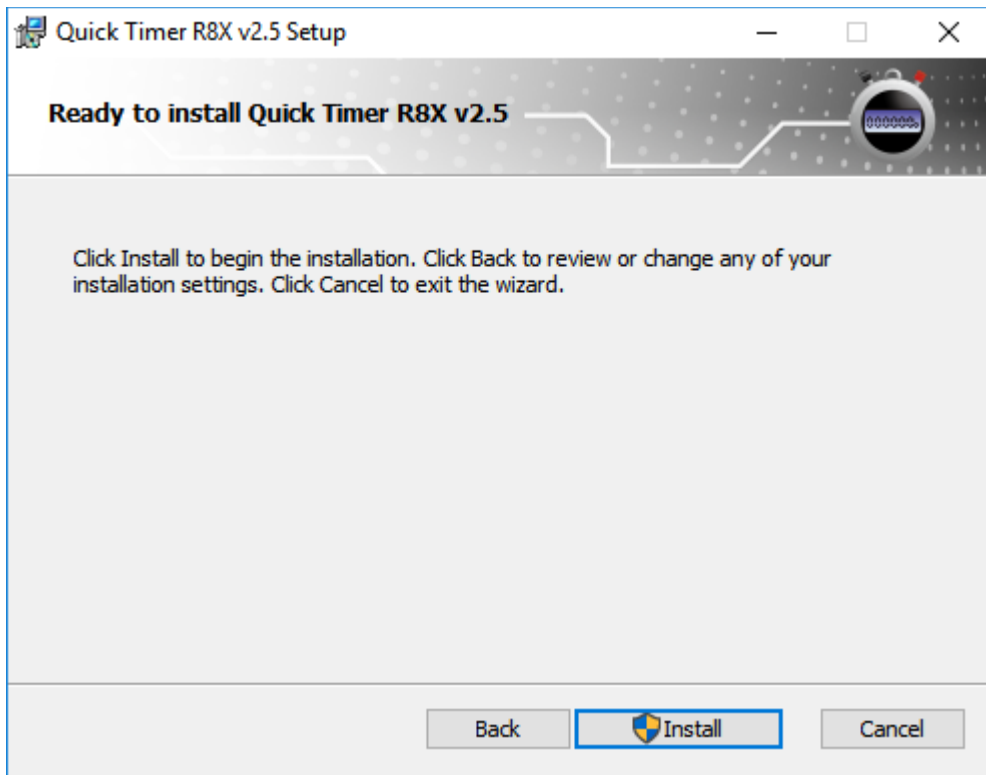 Quick Timer R8X v2.5 Setup
Ready to install Quick Timer R8X v2.5
Click Install to begin the installation. Click Back to review or change any of your
installation settings. Click Cancel to exit the wizard.
Back
Install
Cancel